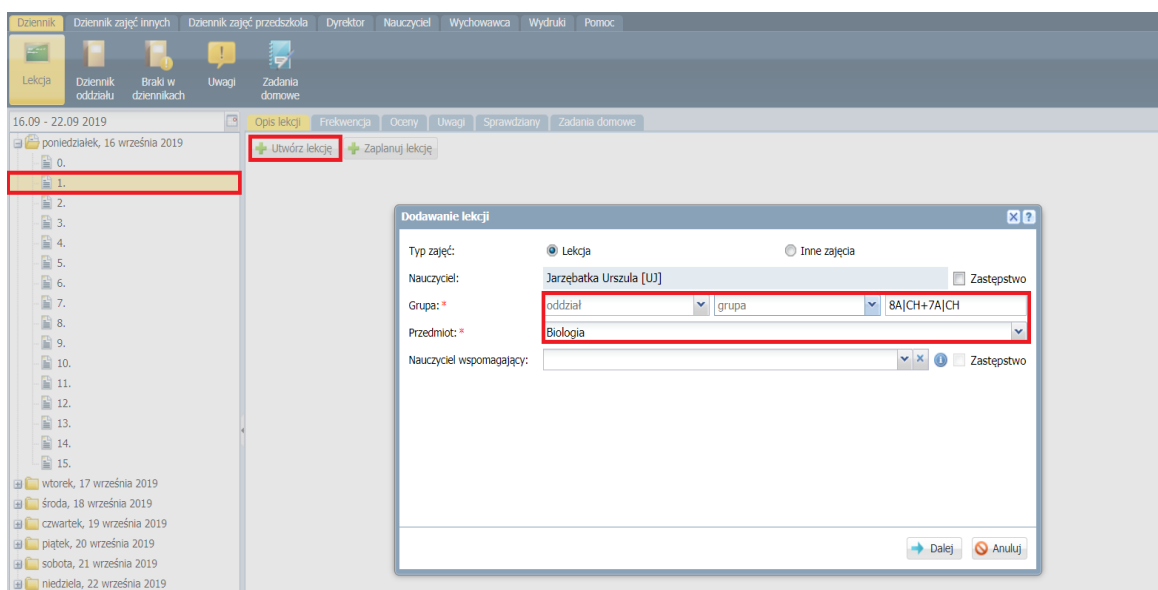 Dziennik Dziennik zajęć innych Dziennik zajęć przedszkola Dyrektor Nauczyciel Wychowawca Wydruki Pomoc
Lekcja Dziennik oddziału Braki w dziennikach Uwagi Zadania domowe
16.09 - 22.09 2019
poniedziałek, 16 września 2019
0.
1.
2.
3.
4.
5.
6.
7.
8.
9.
10.
11.
12.
13.
14.
15.
wtorek, 17 września 2019
środa, 18 września 2019
czwartek, 19 września 2019
piątek, 20 września 2019
sobota, 21 września 2019
niedziela, 22 września 2019
Opis lekcji Frekwencja Oceny Uwagi Sprawdziany Zadania domowe
Utwórz lekcję Zaplanuj lekcję
Dodawanie lekcji
Typ zajęć: Lekcja Inne zajęcia
Nauczyciel: Jarzębatka Urszula [UJ] Zastępstwo
Grupa: * oddział grupa 8A|CH+7A|CH
Przedmiot: * Biologia
Nauczyciel wspomagający: Zastępstwo
Dalej Anuluj